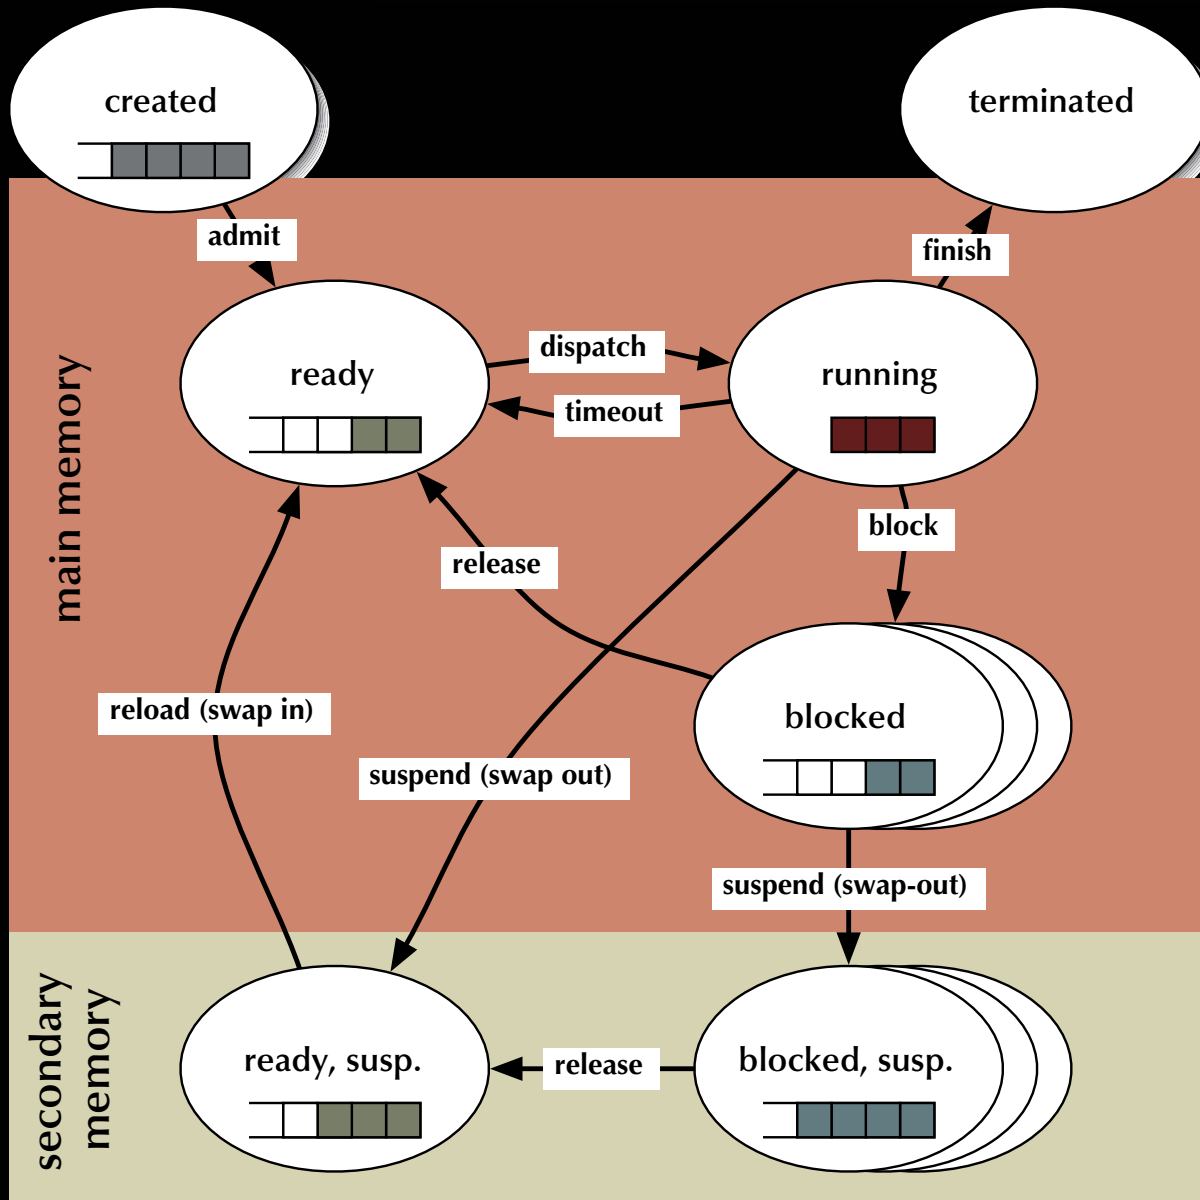 created
terminated
admit
finish
dispatch
ready
running
timeout
main memory
block
release
reload (swap in)
blocked
suspend (swap out)
suspend (swap-out)
secondary
memory
ready, susp.
release
blocked, susp.